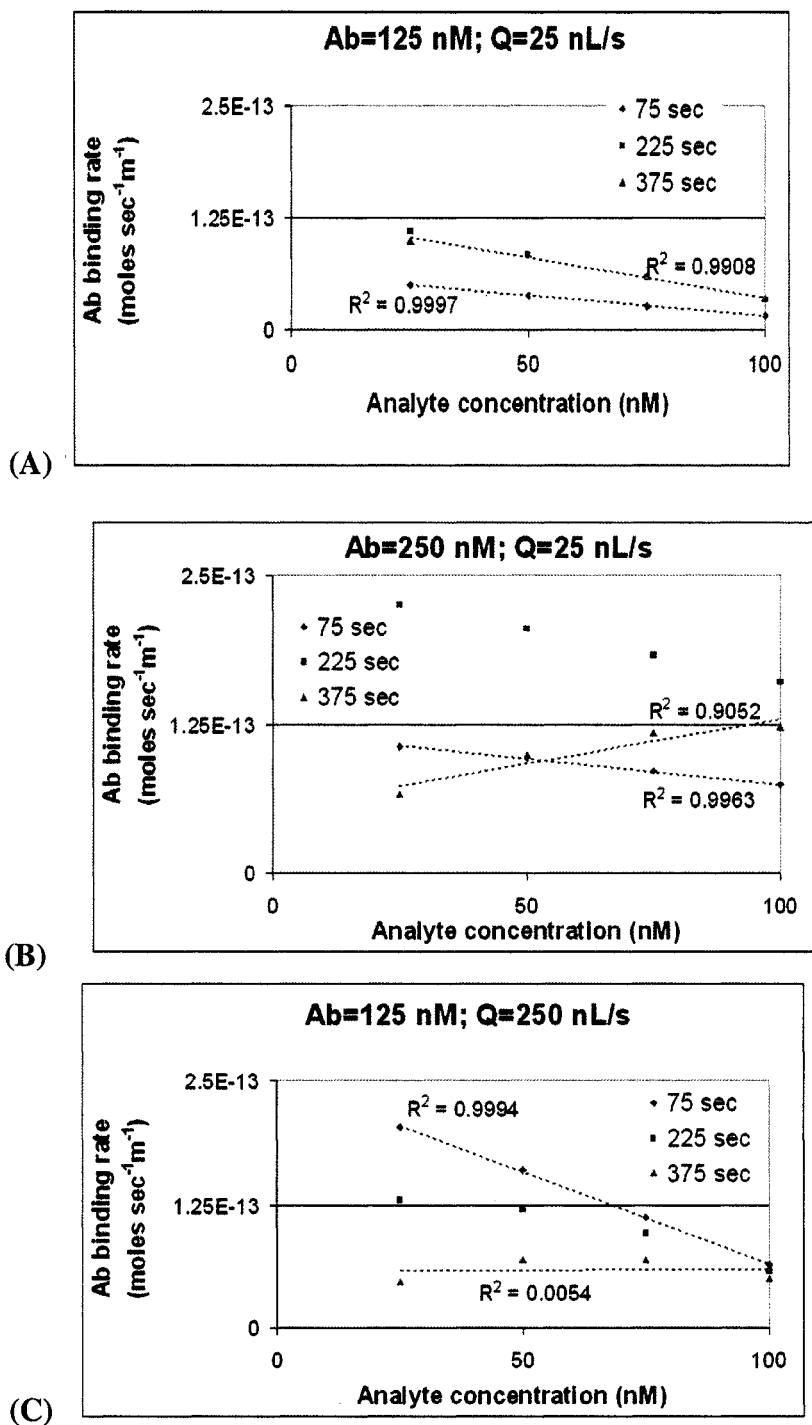 Ab=125 nM; Q=25 nL/s
2.5E-13
75 sec
225 sec
375 sec
1.25E-13
R² = 0.9908
R² = 0.9997
0
0
50
100
Ab binding rate
(moles sec⁻¹m⁻¹)
Analyte concentration (nM)
(A)
Ab=250 nM; Q=25 nL/s
2.5E-13
75 sec
225 sec
375 sec
1.25E-13
R² = 0.9052
R² = 0.9963
0
0
50
100
Ab binding rate
(moles sec⁻¹m⁻¹)
Analyte concentration (nM)
(B)
Ab=125 nM; Q=250 nL/s
2.5E-13
R² = 0.9994
75 sec
225 sec
375 sec
1.25E-13
R² = 0.0054
0
0
50
100
Ab binding rate
(moles sec⁻¹m⁻¹)
Analyte concentration (nM)
(C)